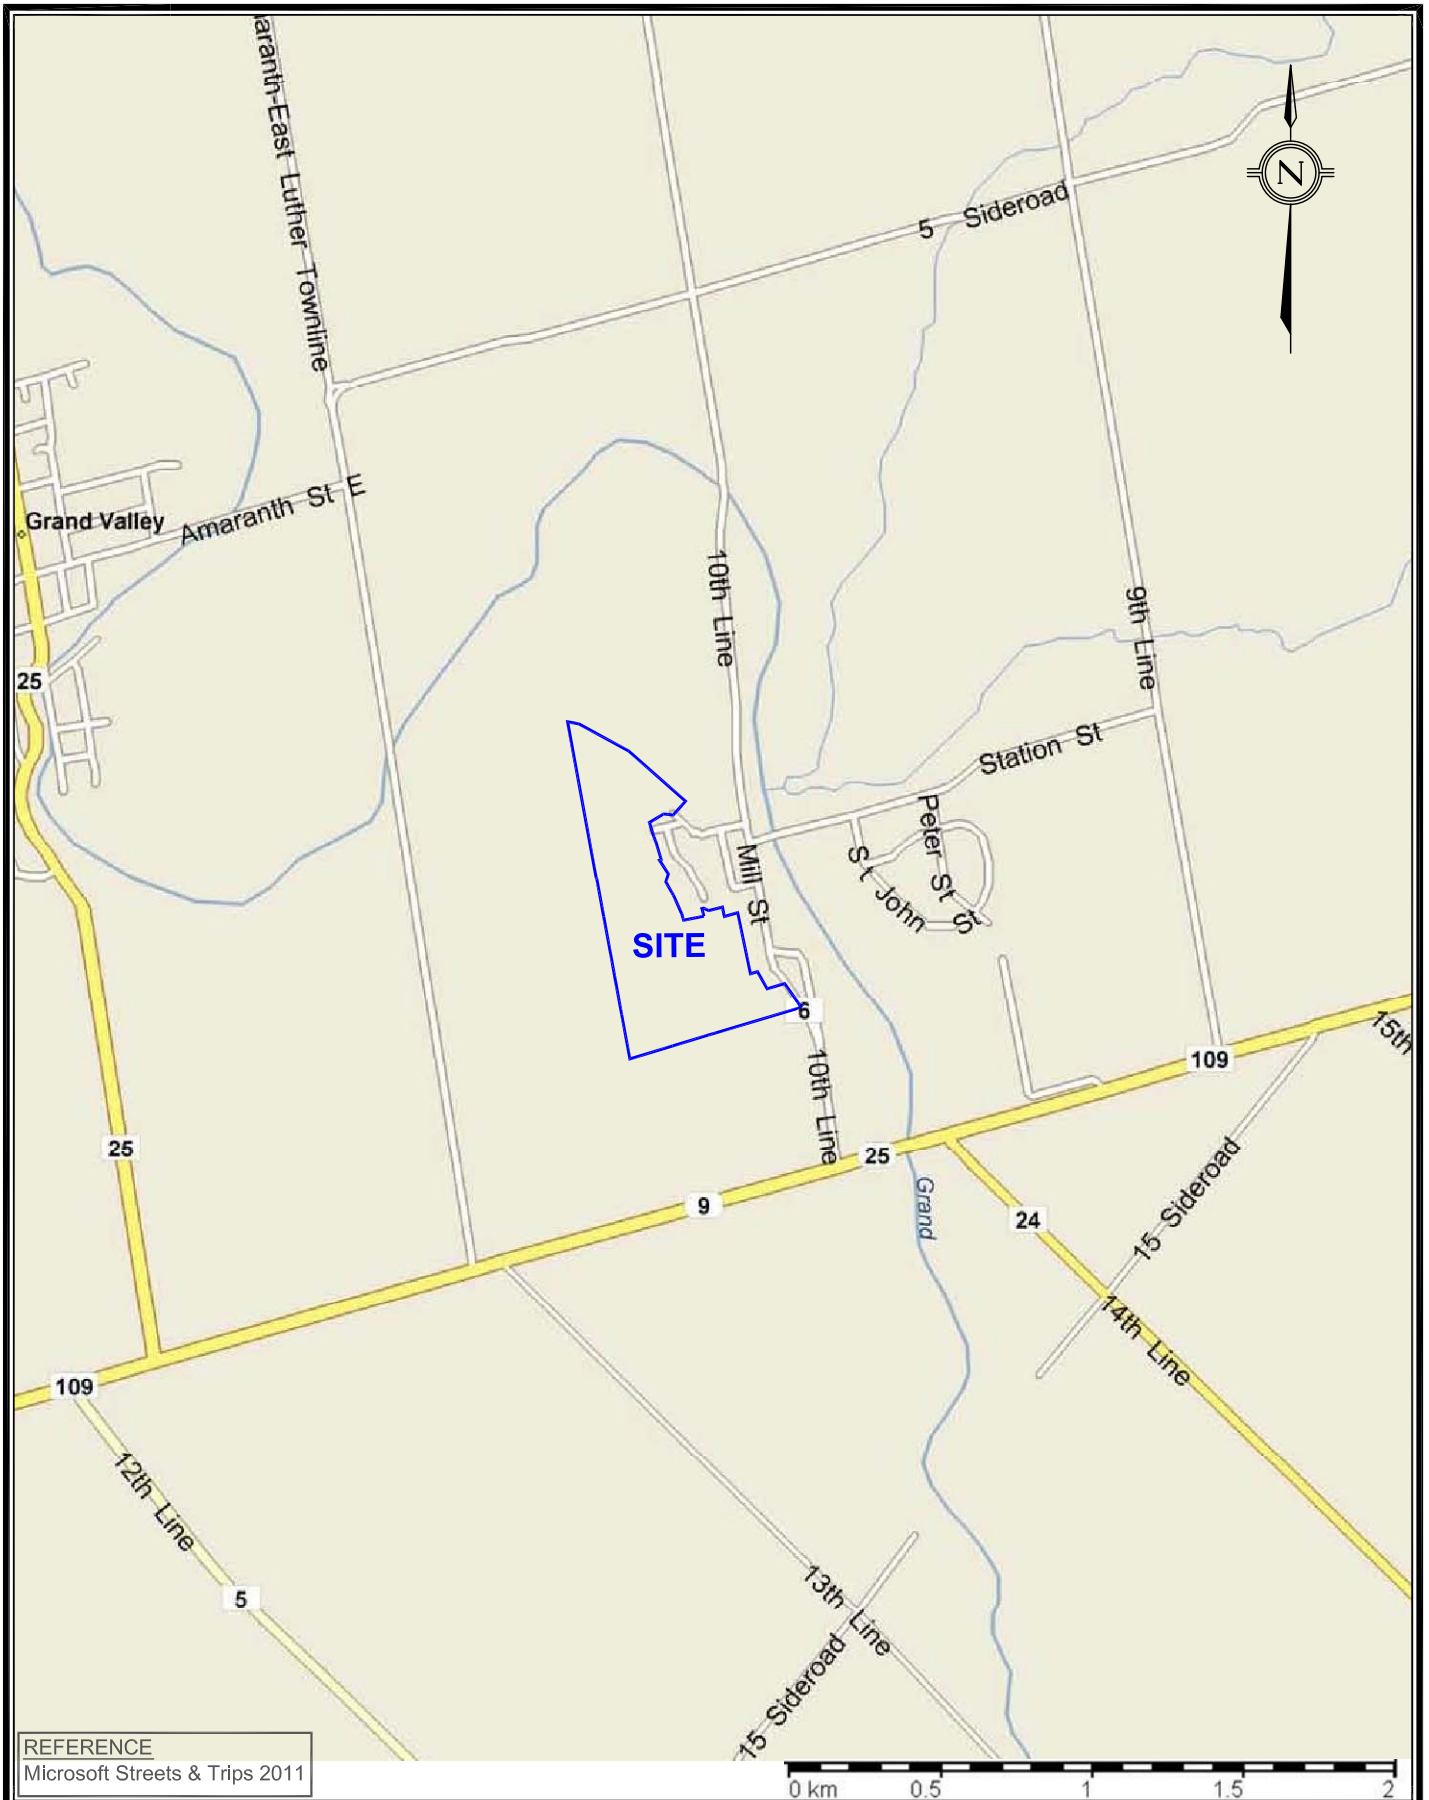 aranth-East Luther Townline
N
5 Sideroad
Amaranth St E
Grand Valley
10th Line
9th Line
25
Station St
Peter St
Mill St
St John
St
SITE
6
15th
109
10th Line
25
25
9
Grand
24
15 Sideroad
14th Line
109
12th Line
5
13th Line
15 Sideroad
REFERENCE
Microsoft Streets & Trips 2011
0 km 0.5 1 1.5 2